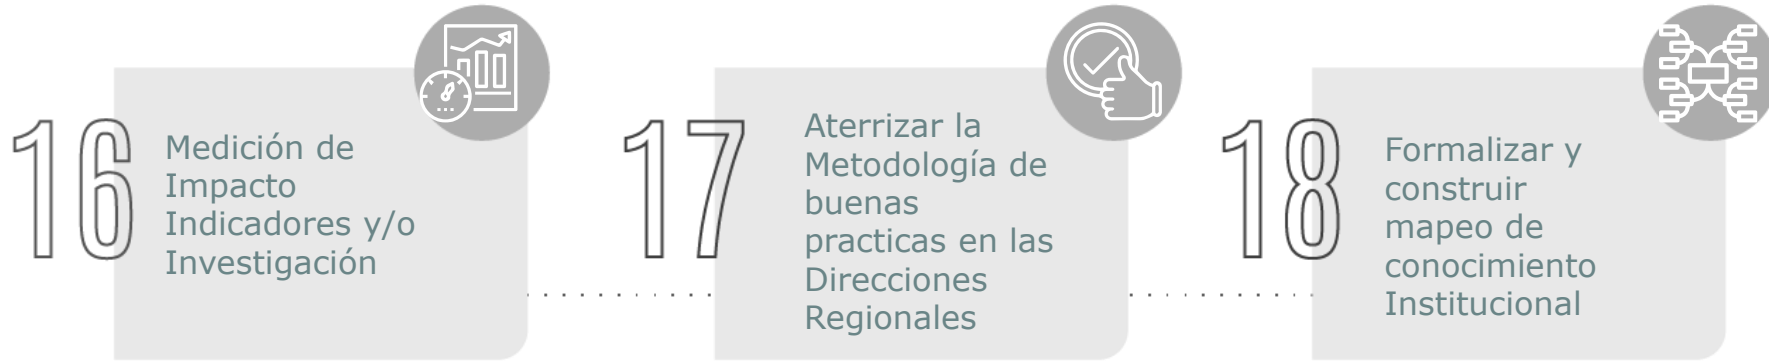 16
Medición de
Impacto
Indicadores y/o
Investigación
17
Aterrizar la
Metodología de
buenas
practicas en las
Direcciones
Regionales
18
Formalizar y
construir
mapeo de
conocimiento
Institucional